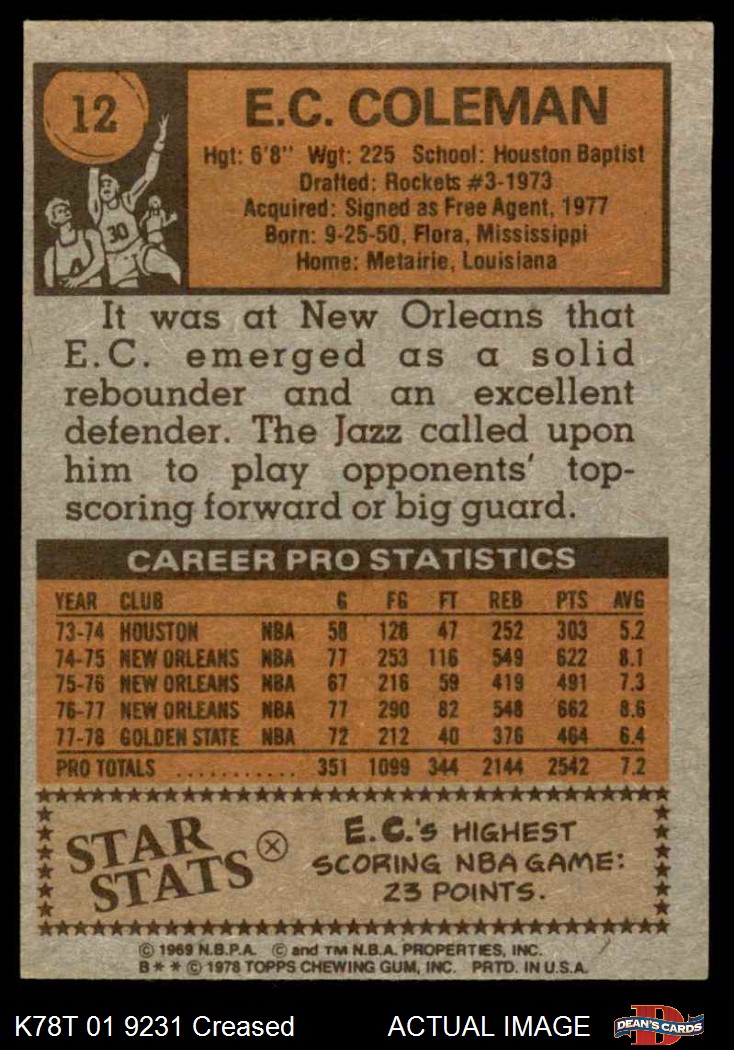 12
E.C. COLEMAN
Hgt: 6'8" Wgt: 225 School: Houston Baptist
Drafted: Rockets #3-1973
Acquired: Signed as Free Agent, 1977
Born: 9-25-50, Flora, Mississippi
Home: Metairie, Louisiana
30
It was at New Orleans that
E.C. emerged as a solid
rebounder and an excellent
defender. The Jazz called upon
him to play opponents' top-
scoring forward or big guard.
CAREER PRO STATISTICS
YEAR CLUB G FG FT REB PTS AVG
73-74 HOUSTON NBA 58 128 47 252 303 5.2
74-75 NEW ORLEANS NBA 77 253 116 549 622 8.1
75-76 NEW ORLEANS NBA 67 216 59 419 491 7.3
76-77 NEW ORLEANS NBA 77 290 82 548 662 8.6
77-78 GOLDEN STATE NBA 72 212 40 376 464 6.4
PRO TOTALS ........... 351 1099 344 2144 2542 7.2
STAR
STATS
E.C.'S HIGHEST
SCORING NBA GAME:
23 POINTS.
© 1969 N.B.P.A. © and TM N.B.A. PROPERTIES, INC.
B * * © 1978 TOPPS CHEWING GUM, INC. PRTD. IN U.S.A.
K78T 01 9231 Creased ACTUAL IMAGE
D
DEAN'S CARDS